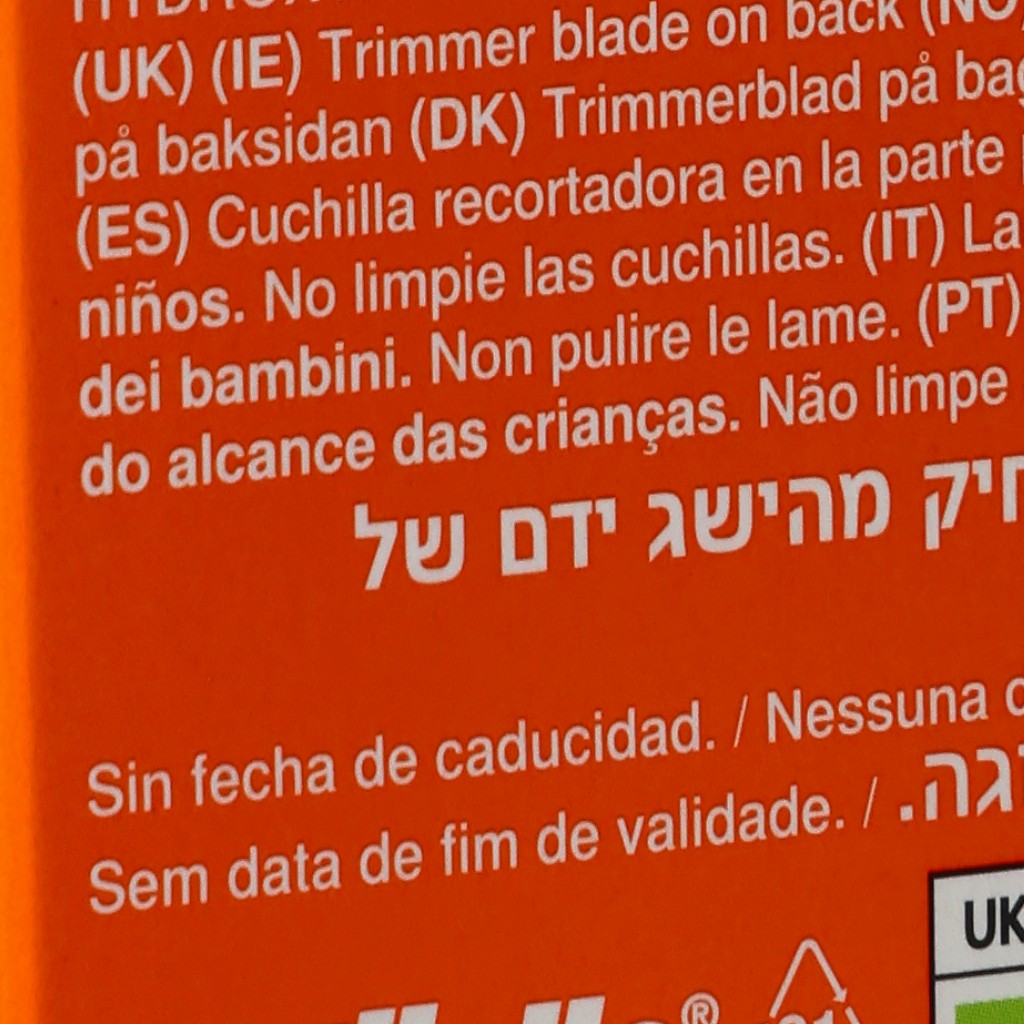 (UK) (IE) Trimmer blade on back
på baksidan (DK) Trimmerblad på
(ES) Cuchilla recortadora en la parte
niños. No limpie las cuchillas. (IT) La
dei bambini. Non pulire le lame. (PT)
do alcance das crianças. Não limpe
מהישג ידם של
Sin fecha de caducidad. / Nessuna
Sem data de fim de validade. /
UK
®